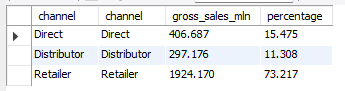 channel channel gross_sales_mln percentage
Direct Direct 406.687 15.475
Distributor Distributor 297.176 11.308
Retailer Retailer 1924.170 73.217